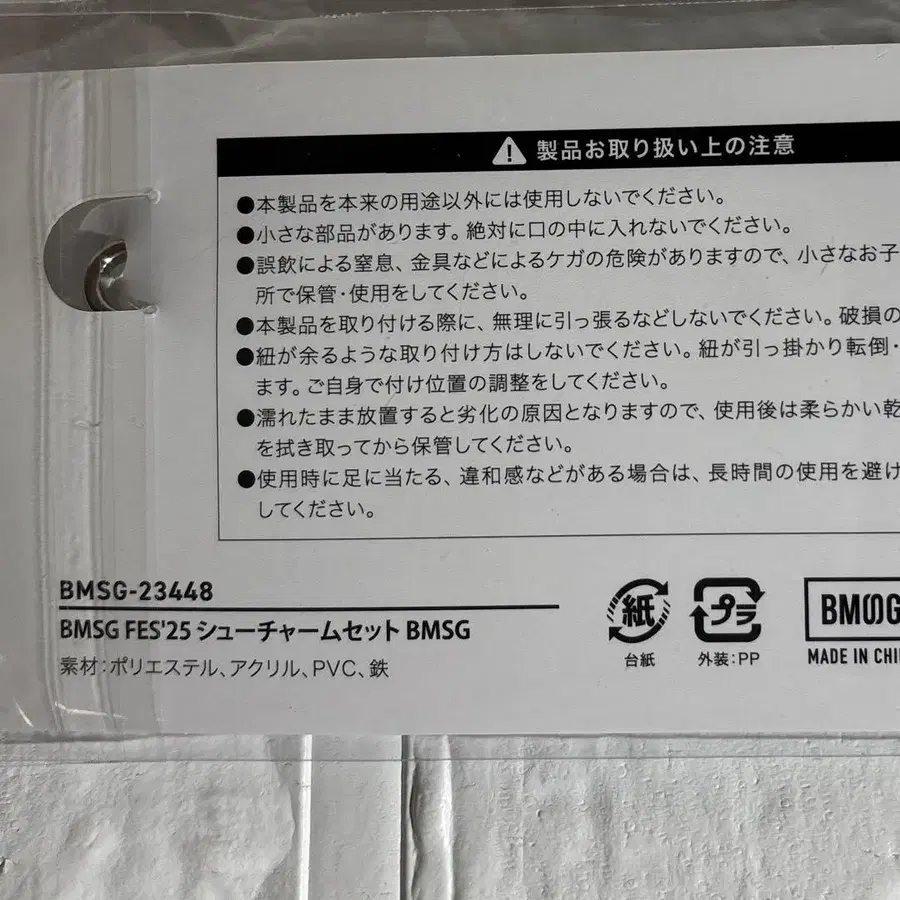 製品お取り扱い上の注意
●本製品を本来の用途以外には使用しないでください。
●小さな部品があります。絶対に口の中に入れないでください。
●誤飲による窒息、金具などによるケガの危険がありますので、小さなお子
所で保管・使用をしてください。
●本製品を取り付ける際に、無理に引っ張るなどしないでください。破損の
●紐が余るような取り付け方はしないでください。紐が引っ掛かり転倒・
ます。ご自身で付け位置の調整をしてください。
●濡れたまま放置すると劣化の原因となりますので、使用後は柔らかい乾
を拭き取ってから保管してください。
●使用時に足に当たる、違和感などがある場合は、長時間の使用を避け
してください。
BMSG-23448
BMSG FES'25 シューチャームセット BMSG
素材：ポリエステル、アクリル、PVC、鉄
紙
台紙
プラ
外装：PP
MADE IN CHI